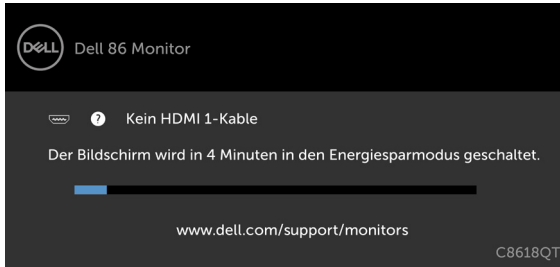 DELL
Dell 86 Monitor
? Kein HDMI 1-Kable
Der Bildschirm wird in 4 Minuten in den Energiesparmodus geschaltet.
www.dell.com/support/monitors
C8618QT